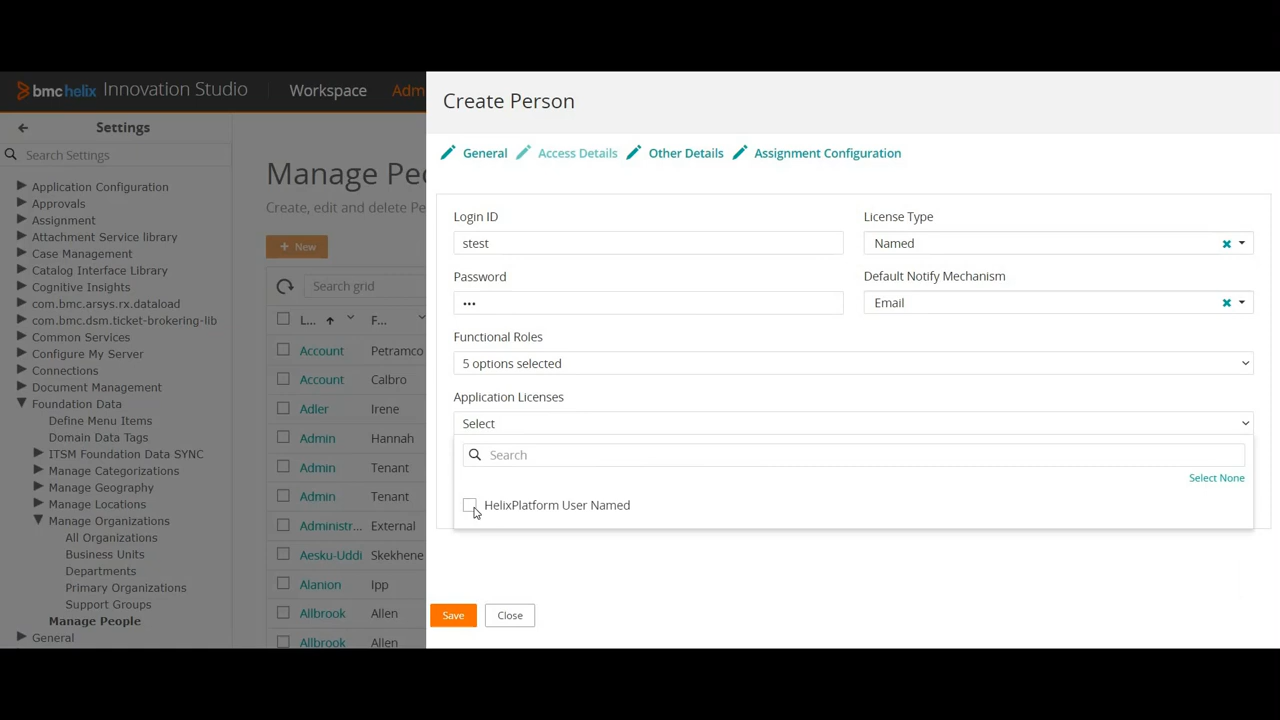 bmchelix Innovation Studio
Workspace
Adm
Settings
Search Settings
Application Configuration
Approvals
Assignment
Attachment Service library
Case Management
Catalog Interface Library
Cognitive Insights
com.bmc.arsys.rx.dataload
com.bmc.dsm.ticket-brokering-lib
Common Services
Configure My Server
Connections
Document Management
Foundation Data
Define Menu Items
Domain Data Tags
ITSM Foundation Data SYNC
Manage Categorizations
Manage Geography
Manage Locations
Manage Organizations
All Organizations
Business Units
Departments
Primary Organizations
Support Groups
Manage People
General
Manage Pe
Create, edit and delete Pe
+ New
Search grid
L... F...
Account Petramco
Account Calbro
Adler Irene
Admin Hannah
Admin Tenant
Admin Tenant
Administr... External
Aesku-Uddi Skekhene
Alanion Ipp
Allbrook Allen
Allbrook Allen
Create Person
General
Access Details
Other Details
Assignment Configuration
Login ID
stest
License Type
Named
Password
•••
Default Notify Mechanism
Email
Functional Roles
5 options selected
Application Licenses
Select
Search
Select None
HelixPlatform User Named
Save
Close